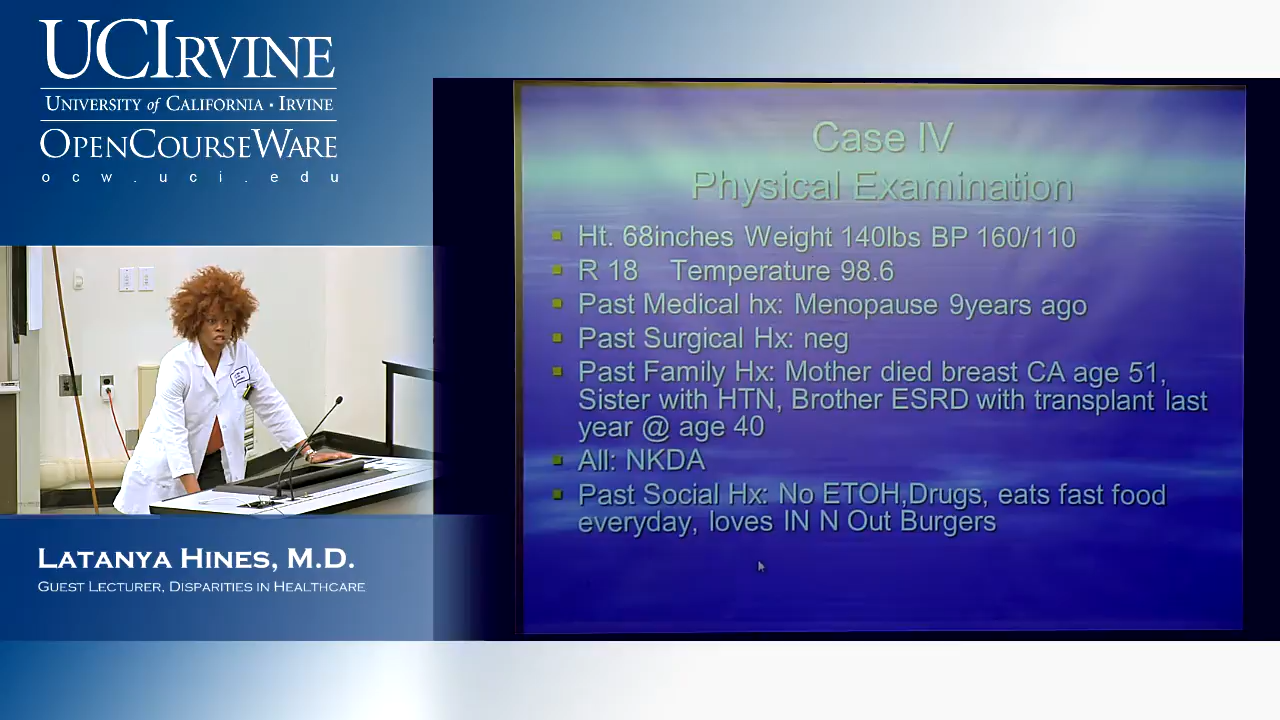 UCIRVINE
UNIVERSITY of CALIFORNIA • IRVINE
OPENCOURSEWARE
ocw.uci.edu
Case IV
Physical Examination
Ht. 68inches Weight 140lbs BP 160/110
R 18 Temperature 98.6
Past Medical hx: Menopause 9years ago
Past Surgical Hx: neg
Past Family Hx: Mother died breast CA age 51,
Sister with HTN, Brother ESRD with transplant last
year @ age 40
All: NKDA
Past Social Hx: No ETOH,Drugs, eats fast food
everyday, loves IN N Out Burgers
LATANYA HINES, M.D.
GUEST LECTURER, DISPARITIES IN HEALTHCARE